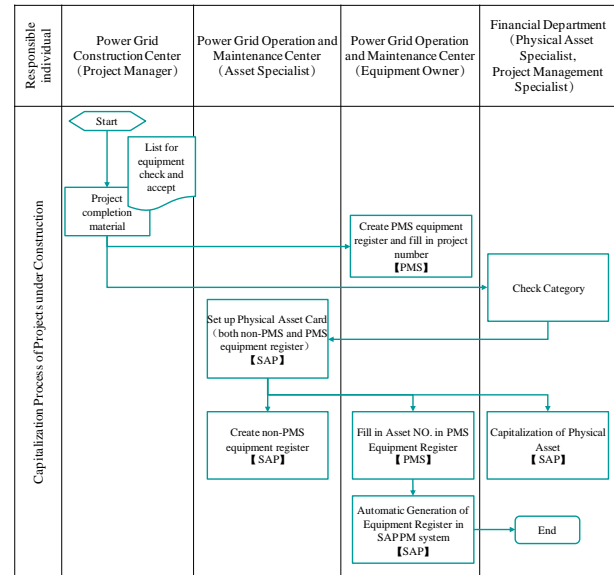 Responsible
individual
Power Grid
Construction Center
（Project Manager）
Power Grid Operation and
Maintenance Center
（Asset Specialist）
Power Grid Operation
and Maintenance Center
（Equipment Owner）
Financial Department
（Physical Asset
Specialist,
Project Management
Specialist）
Capitalization Process of Projects under Construction
Start
List for
equipment
check and
accept
Project
completion
material
Create PMS equipment
register and fill in project
number
【PMS】
Check Category
Set up Physical Asset Card
（both non-PMS and PMS
equipment register）
【SAP】
Create non-PMS
equipment register
【SAP】
Fill in Asset NO. in PMS
Equipment Register
【PMS】
Capitalization of Physical
Asset
【SAP】
Automatic Generation of
Equipment Register in
SAP PM system
【SAP】
End